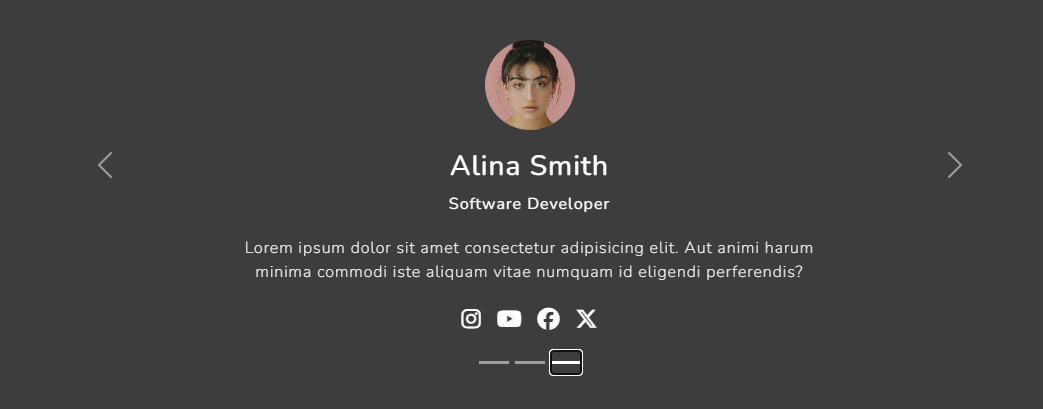 Alina Smith
Software Developer
Lorem ipsum dolor sit amet consectetur adipisicing elit. Aut animi harum
minima commodi iste aliquam vitae numquam id eligendi perferendis?